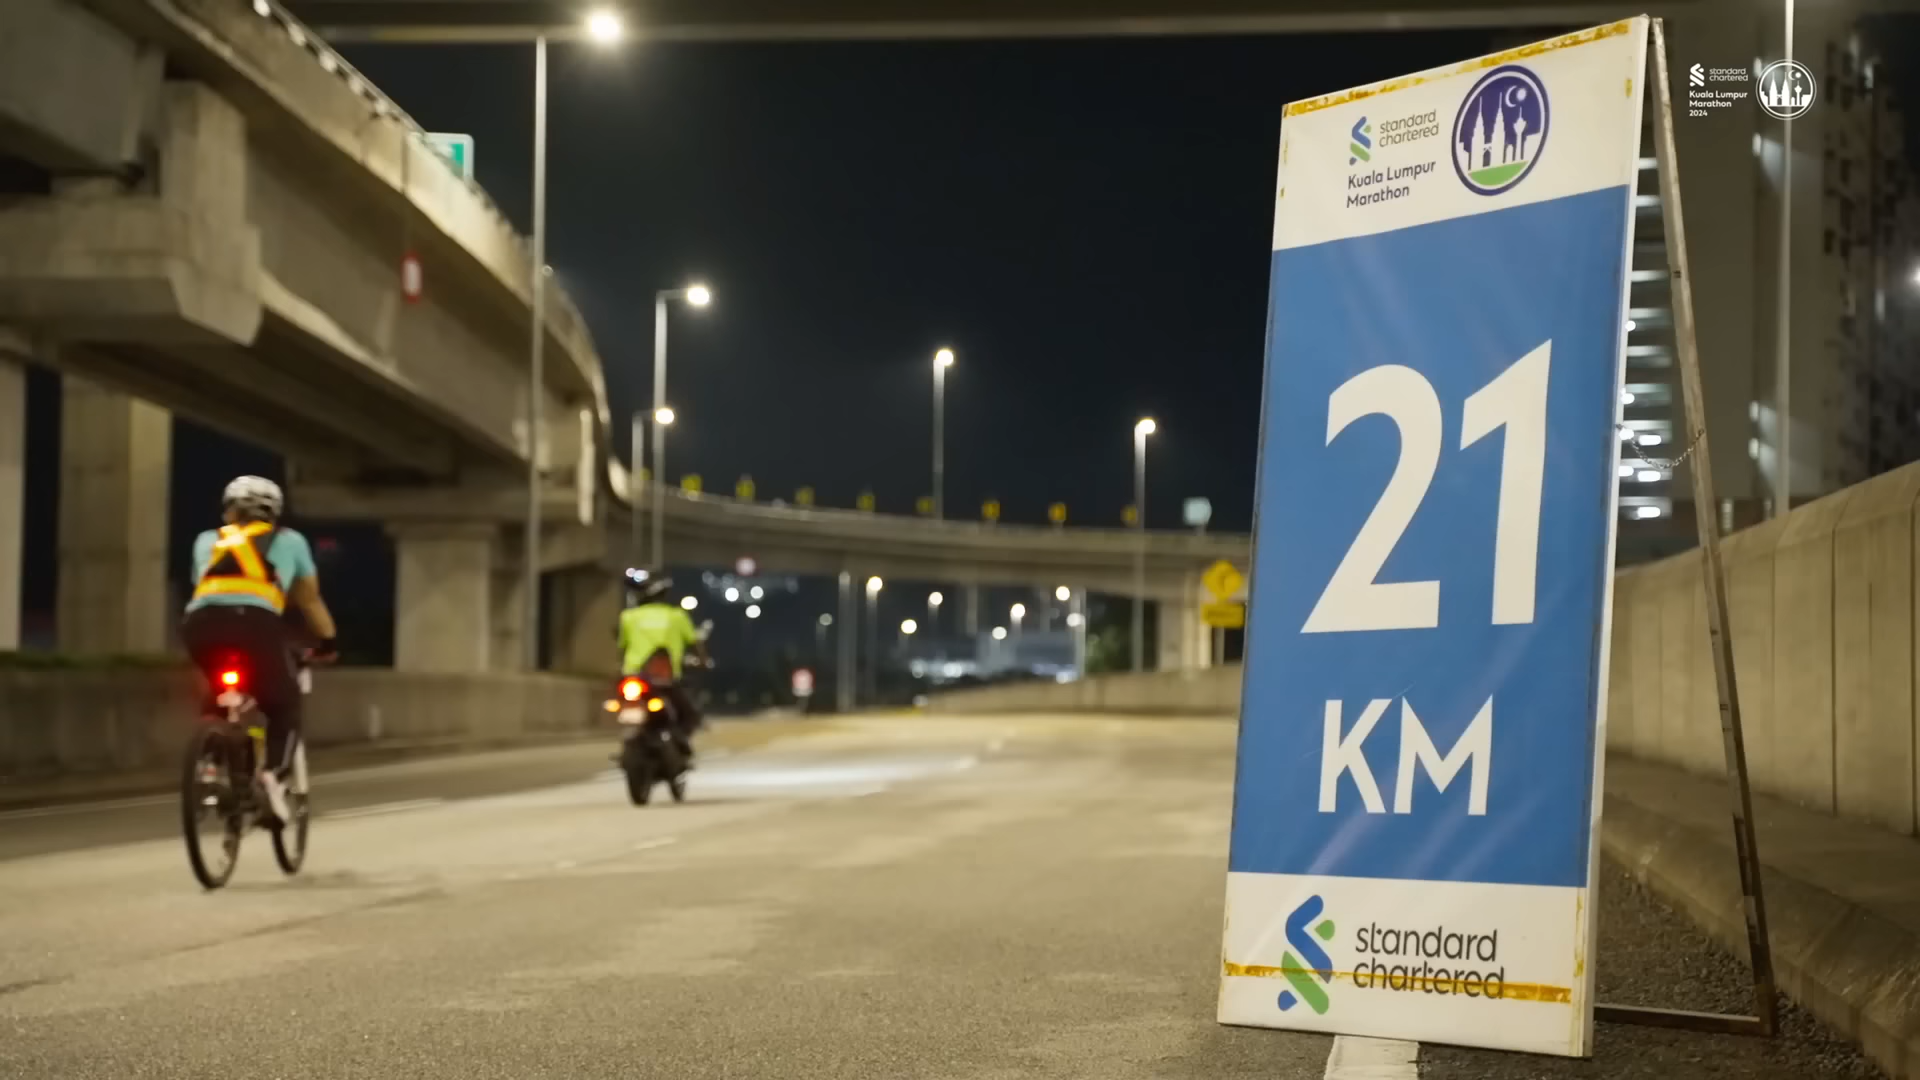 standard
chartered
Kuala Lumpur
Marathon
21
KM
standard
chartered
standard
chartered
Kuala Lumpur
Marathon
2024